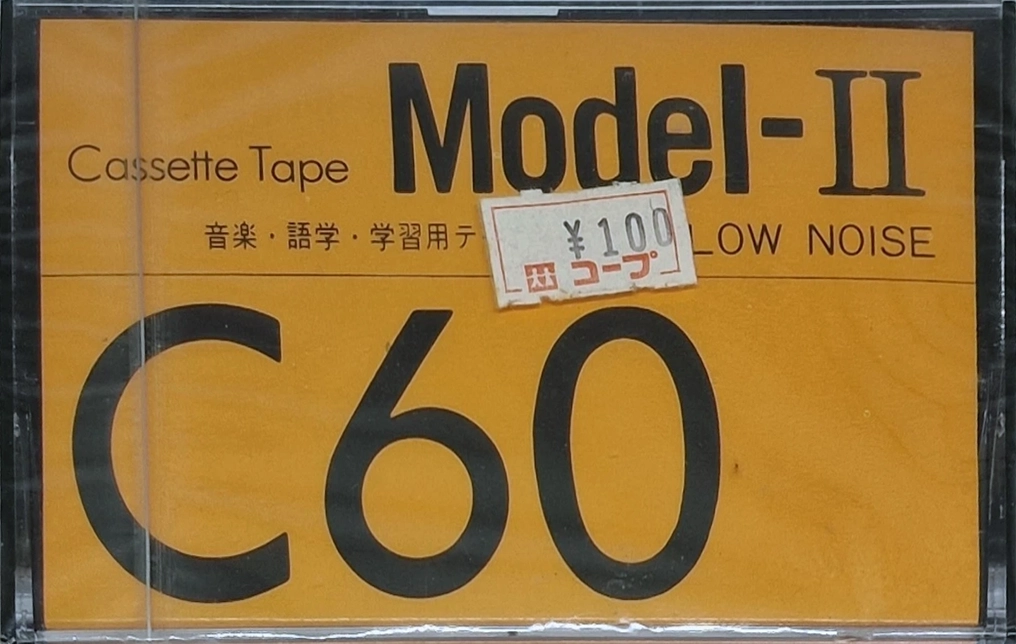 Cassette Tape Model-II
音楽・語学・学習用テ
LOW NOISE
¥100
コープ
C60